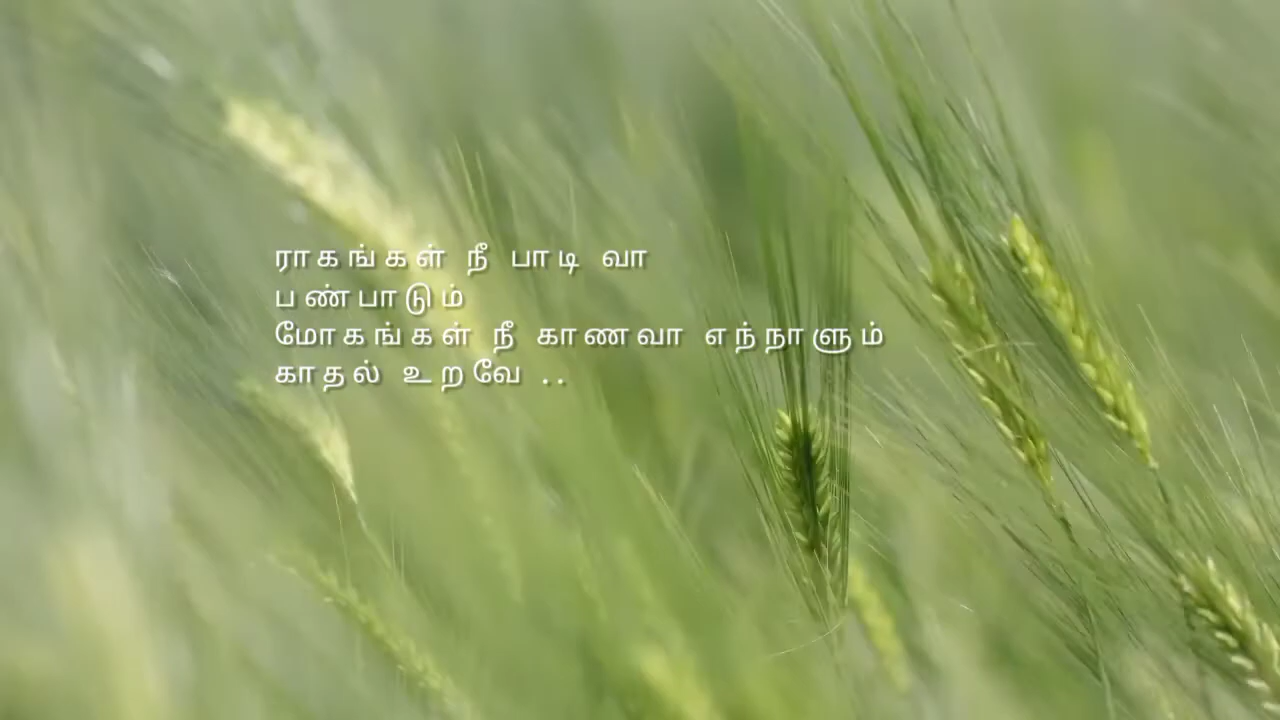 ராகங்கள் நீ பாடி வா
பண்பாடும்
மோகங்கள் நீ காணவா எந்நாளும்
காதல் உறவே ..